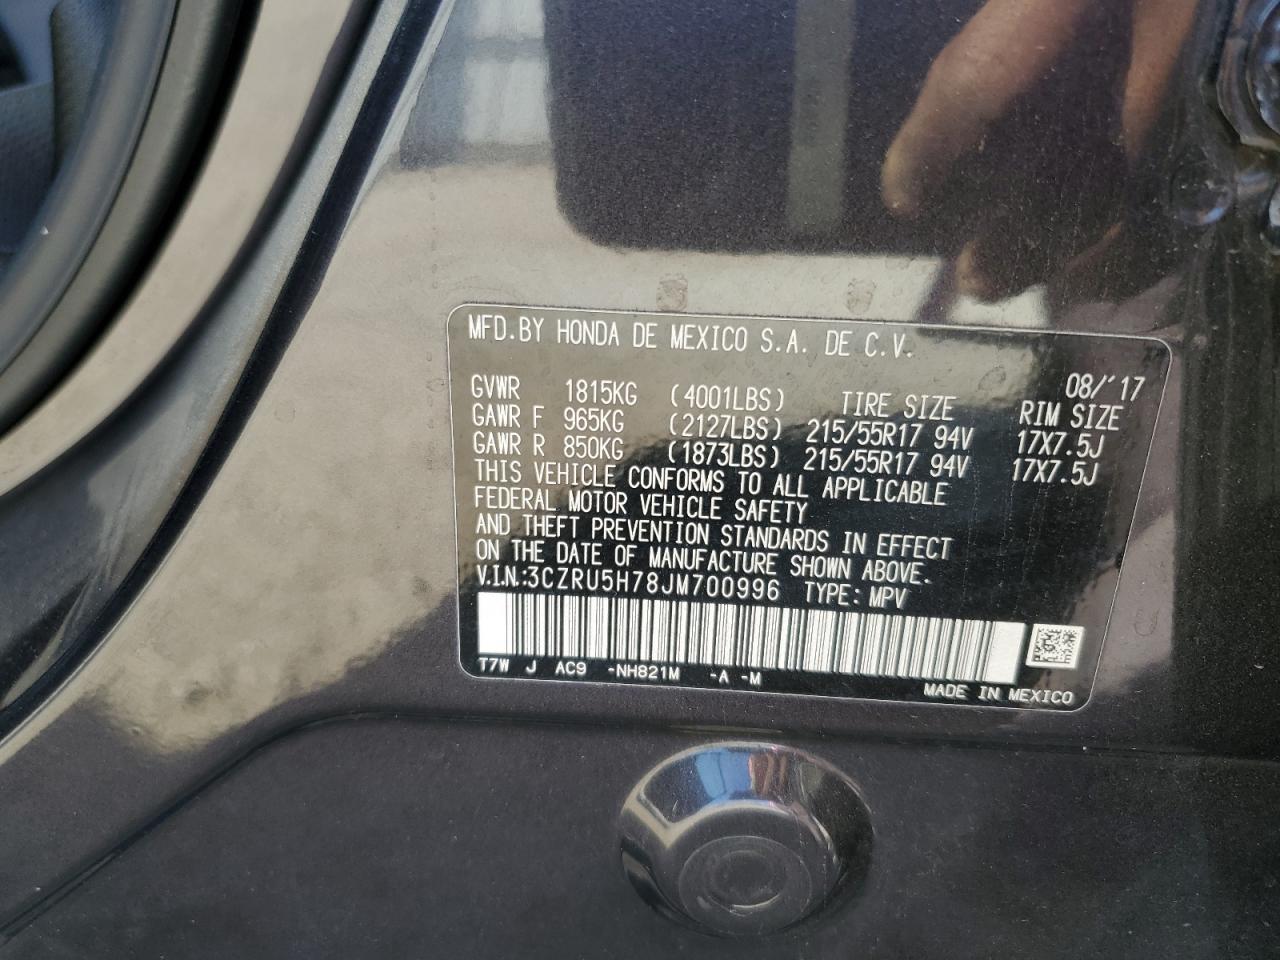 MFD.BY HONDA DE MEXICO S.A. DE C.V.
08/'17
GVWR 1815KG (4001LBS) TIRE SIZE RIM SIZE
GAWR F 965KG (2127LBS) 215/55R17 94V 17X7.5J
GAWR R 850KG (1873LBS) 215/55R17 94V 17X7.5J
THIS VEHICLE CONFORMS TO ALL APPLICABLE
FEDERAL MOTOR VEHICLE SAFETY
AND THEFT PREVENTION STANDARDS IN EFFECT
ON THE DATE OF MANUFACTURE SHOWN ABOVE.
V.I.N.:3CZRU5H78JM700996 TYPE: MPV
T7W J AC9 -NH821M -A -M
MADE IN MEXICO